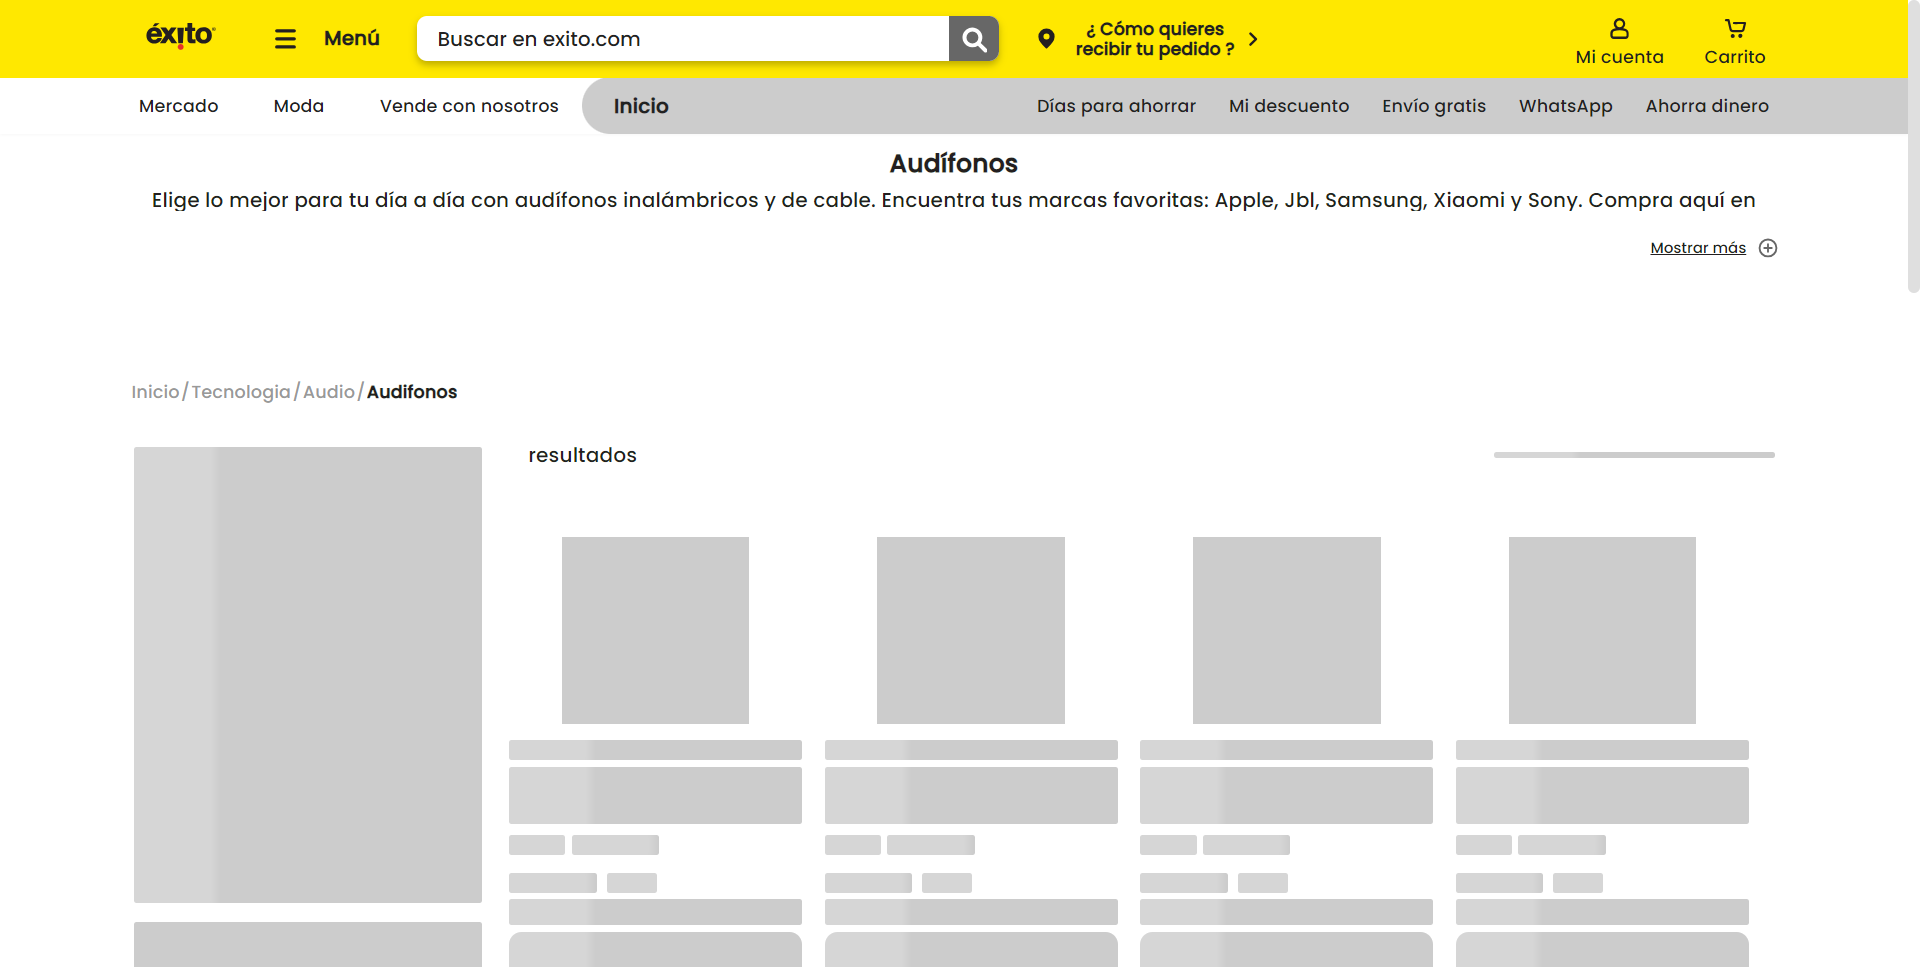 éxito
Menú
Buscar en exito.com
¿ Cómo quieres
recibir tu pedido ?
Mi cuenta
Carrito
Mercado
Moda
Vende con nosotros
Inicio
Días para ahorrar
Mi descuento
Envío gratis
WhatsApp
Ahorra dinero
Audífonos
Elige lo mejor para tu día a día con audífonos inalámbricos y de cable. Encuentra tus marcas favoritas: Apple, Jbl, Samsung, Xiaomi y Sony. Compra aquí en
Mostrar más
Inicio/Tecnologia/Audio/Audifonos
resultados